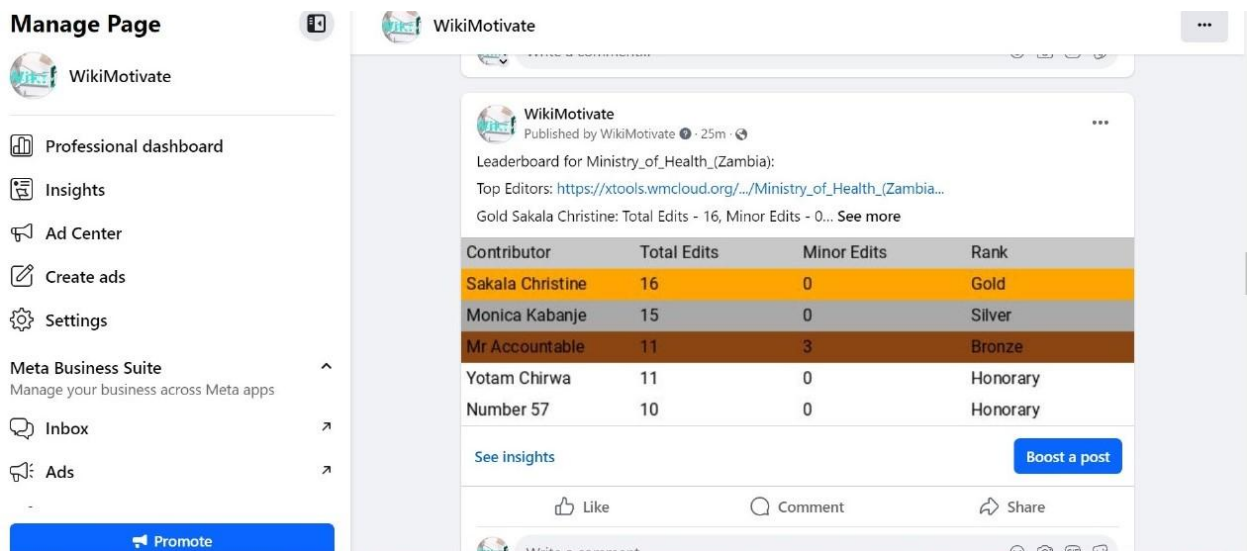 Manage Page
WikiMotivate
Professional dashboard
Insights
Ad Center
Create ads
Settings
Meta Business Suite
Manage your business across Meta apps
Inbox
Ads
Promote
WikiMotivate
WikiMotivate
Published by WikiMotivate · 25m ·
Leaderboard for Ministry_of_Health_(Zambia):
Top Editors: https://xtools.wmcloud.org/.../Ministry_of_Health_(Zambia...
Gold Sakala Christine: Total Edits - 16, Minor Edits - 0... See more
Contributor Total Edits Minor Edits Rank
Sakala Christine 16 0 Gold
Monica Kabanje 15 0 Silver
Mr Accountable 11 3 Bronze
Yotam Chirwa 11 0 Honorary
Number 57 10 0 Honorary
See insights Boost a post
Like Comment Share